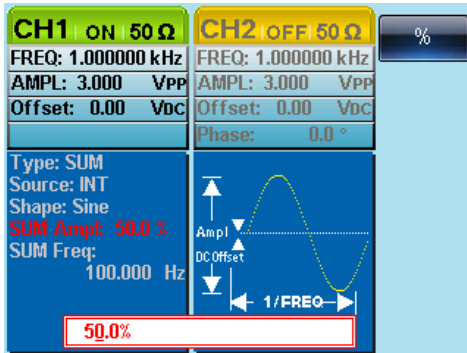 CH1 ON 50 Ω
FREQ: 1.000000 kHz
AMPL: 3.000 VPP
Offset: 0.00 VDC
CH2 OFF 50 Ω
FREQ: 1.000000 kHz
AMPL: 3.000 VPP
Offset: 0.00 VDC
Phase: 0.0 °
%
Type: SUM
Source: INT
Shape: Sine
SUM Ampl: 50.0 %
SUM Freq:
100.000 Hz
Ampl
DC Offset
1/FREQ
50.0%